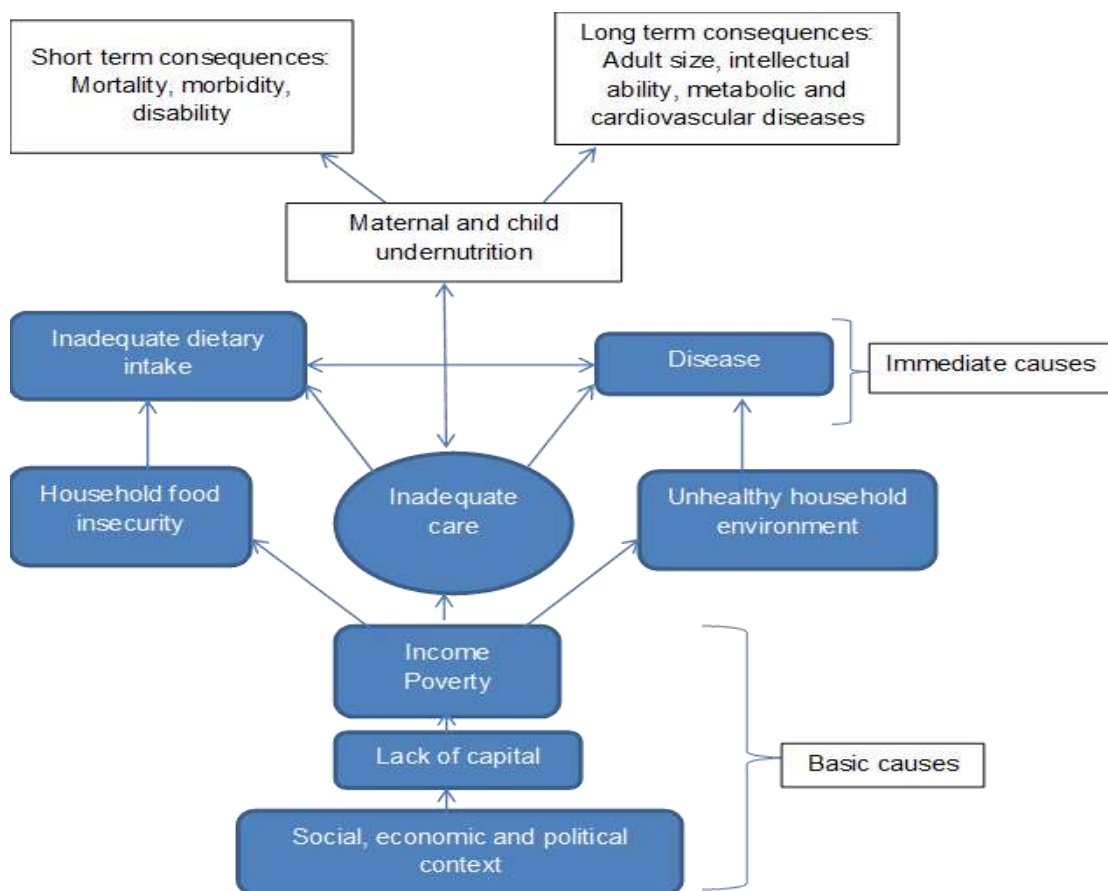 Short term consequences:
Mortality, morbidity,
disability
Long term consequences:
Adult size, intellectual
ability, metabolic and
cardiovascular diseases
Maternal and child
undernutrition
Inadequate dietary
intake
Disease
Immediate causes
Household food
insecurity
Inadequate
care
Unhealthy household
environment
Income
Poverty
Lack of capital
Basic causes
Social, economic and political
context